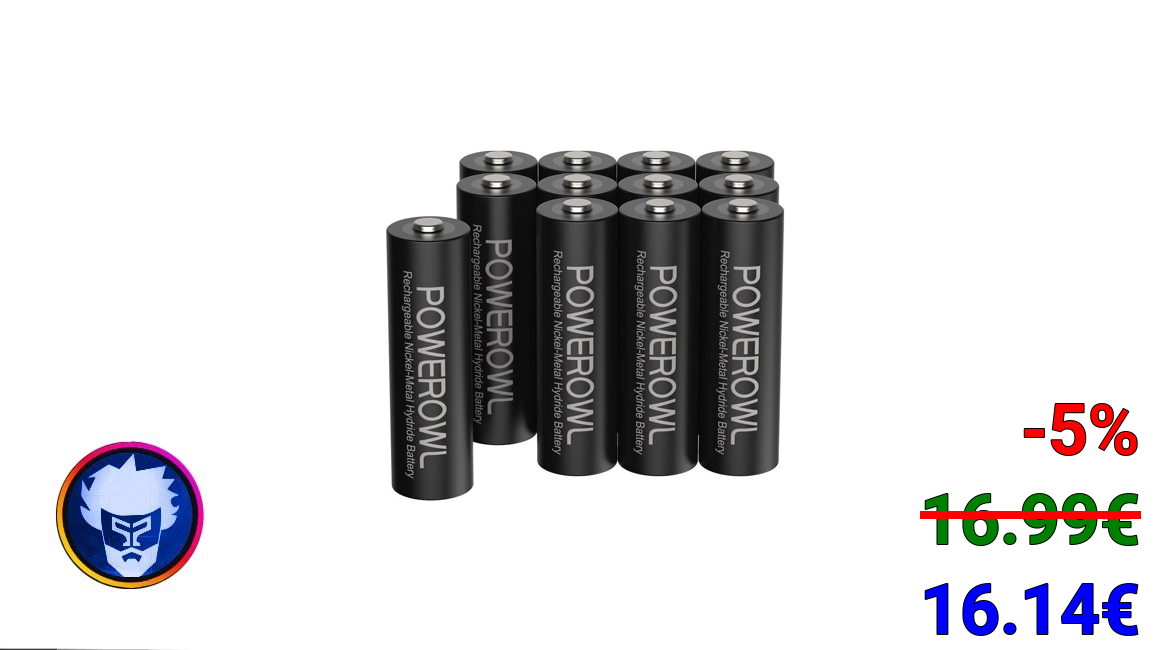 POWEROWL
Rechargeable Nickel-Metal Hydride Battery
POWEROWL
Rechargeable Nickel-Metal Hydride Battery
POWEROWL
Rechargeable Nickel-Metal Hydride Battery
POWEROWL
Rechargeable Nickel-Metal Hydride Battery
POWEROWL
Rechargeable Nickel-Metal Hydride Battery
-5%
16.99€
16.14€